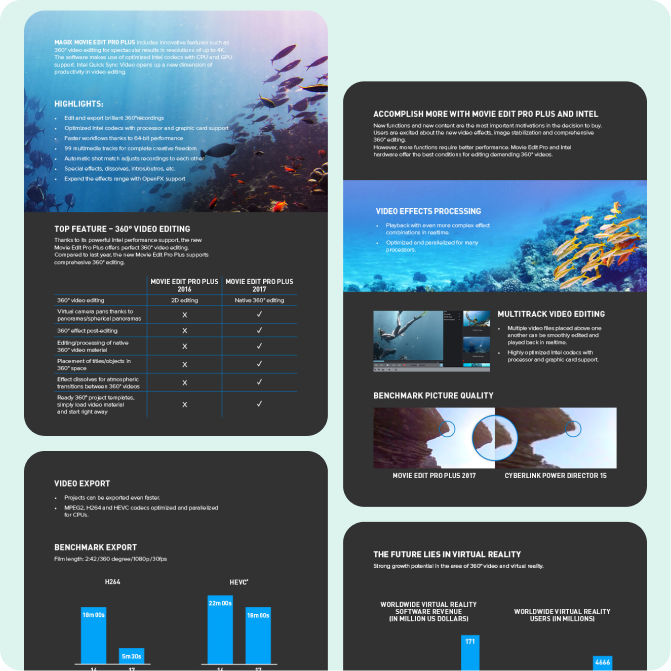 MAGIX MOVIE EDIT PRO PLUS includes innovative features such as
360° video editing for spectacular results in resolutions of up to 4K.
The software makes use of optimized Intel codecs with CPU and GPU
support. Intel Quick Sync Video opens up a new dimension of
productivity in video editing.
HIGHLIGHTS:
• Edit and export brilliant 360°recordings
• Optimized Intel codecs with processor and graphic card support
• Faster workflows thanks to 64-bit performance
• 99 multimedia tracks for complete creative freedom
• Automatic shot match adjusts recordings to each other
• Special effects, dissolves, intros/outros, etc.
• Expand the effects range with OpenFX support
TOP FEATURE – 360° VIDEO EDITING
Thanks to its powerful Intel performance support, the new
Movie Edit Pro Plus offers perfect 360° video editing.
Compared to last year, the new Movie Edit Pro Plus supports
comprehensive 360° editing.
MOVIE EDIT PRO PLUS
2016
MOVIE EDIT PRO PLUS
2017
360° video editing 2D editing Native 360° editing
Virtual camera pans thanks to
panoramas/spherical panoramas X ✓
360° effect post-editing X ✓
Editing/processing of native
360° video material X ✓
Placement of titles/objects in
360° space X ✓
Effect dissolves for atmospheric
transitions between 360° videos X ✓
Ready 360° project templates,
simply load video material
and start right away X ✓
VIDEO EXPORT
• Projects can be exported even faster.
• MPEG2, H264 and HEVC codecs optimized and parallelized
for CPUs.
BENCHMARK EXPORT
Film length: 2:42/360 degree/1080p/30fps
H264
18m 00s
5m 30s
16 17
HEVC*
22m 00s
18m 00s
16 17
ACCOMPLISH MORE WITH MOVIE EDIT PRO PLUS AND INTEL
New functions and new content are the most important motivations in the decision to buy.
Users are excited about the new video effects, image stabilization and comprehensive
360° editing.
However, more functions require better performance. Movie Edit Pro and Intel
hardware offer the best conditions for editing demanding 360° videos.
VIDEO EFFECTS PROCESSING
• Playback with even more complex effect
combinations in realtime.
• Optimized and parallelized for many
processors.
MULTITRACK VIDEO EDITING
• Multiple video files placed above one
another can be smoothly edited and
played back in realtime.
• Highly optimized Intel codecs with
processor and graphic card support.
BENCHMARK PICTURE QUALITY
MOVIE EDIT PRO PLUS 2017
CYBERLINK POWER DIRECTOR 15
THE FUTURE LIES IN VIRTUAL REALITY
Strong growth potential in the area of 360° video and virtual reality.
WORLDWIDE VIRTUAL REALITY
SOFTWARE REVENUE
(IN MILLION US DOLLARS)
171
WORLDWIDE VIRTUAL REALITY
USERS (IN MILLIONS)
4666